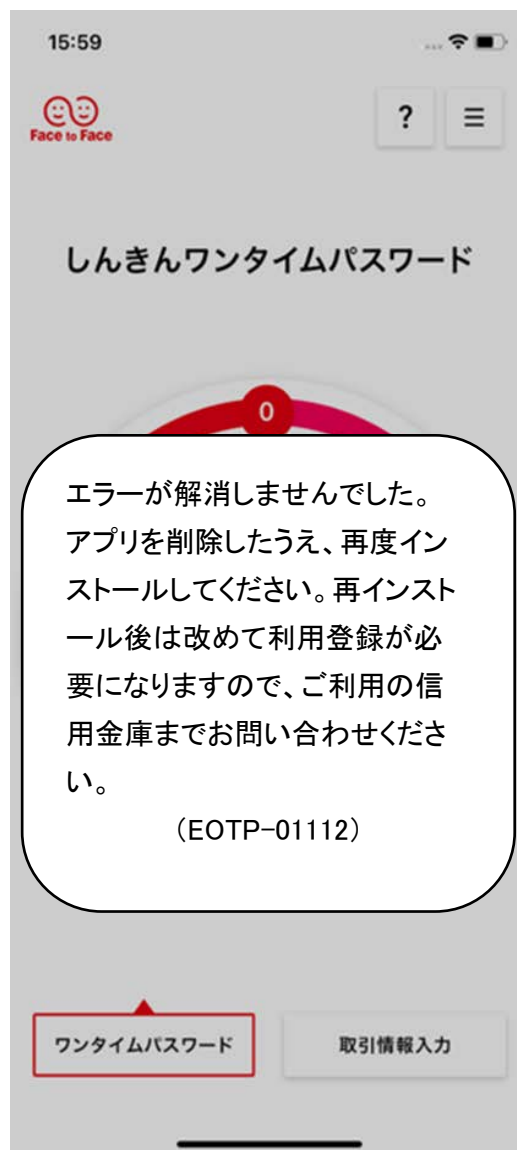 15:59
Face to Face
?
しんきんワンタイムパスワード
0
エラーが解消しませんでした。
アプリを削除したうえ、再度イン
ストールしてください。再インスト
ール後は改めて利用登録が必
要になりますので、ご利用の信
用金庫までお問い合わせくださ
い。
（EOTP-01112）
ワンタイムパスワード
取引情報入力